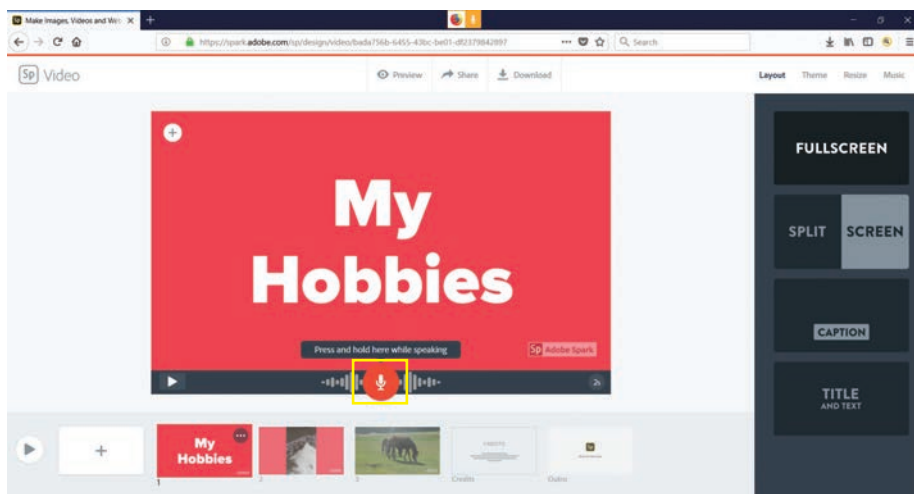 Make Images, Videos and Web
https://spark.adobe.com/sp/design/video/bada756b-6455-43bc-be01-df2379842897
Search
Sp Video
Preview
Share
Download
Layout
Theme
Resize
Music
My
Hobbies
Press and hold here while speaking
Sp Adobe Spark
FULLSCREEN
SPLIT SCREEN
CAPTION
TITLE
AND TEXT
My
Hobbies
1
2
3
Credits
Outro